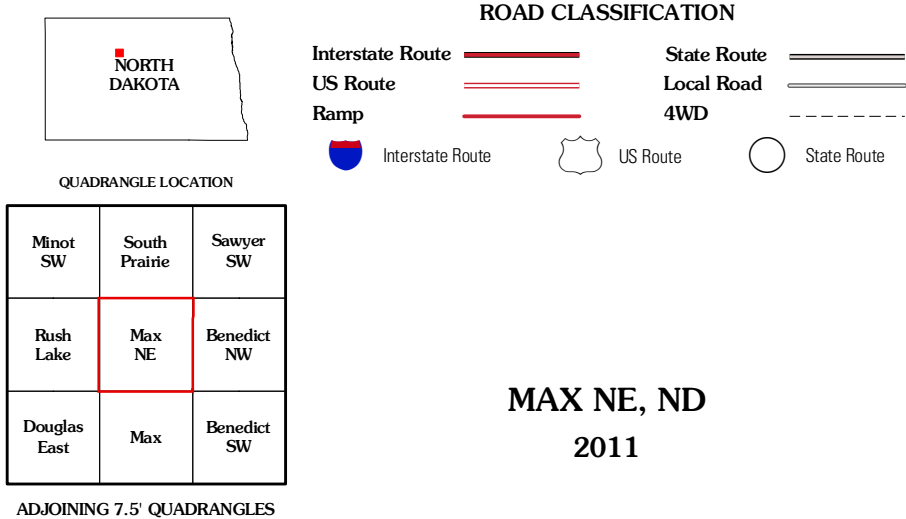 NORTH
DAKOTA
QUADRANGLE LOCATION
ROAD CLASSIFICATION
Interstate Route
State Route
US Route
Local Road
Ramp
4WD
Interstate Route
US Route
State Route
Minot
SW
South
Prairie
Sawyer
SW
Rush
Lake
Max
NE
Benedict
NW
Douglas
East
Max
Benedict
SW
ADJOINING 7.5' QUADRANGLES
MAX NE, ND
2011